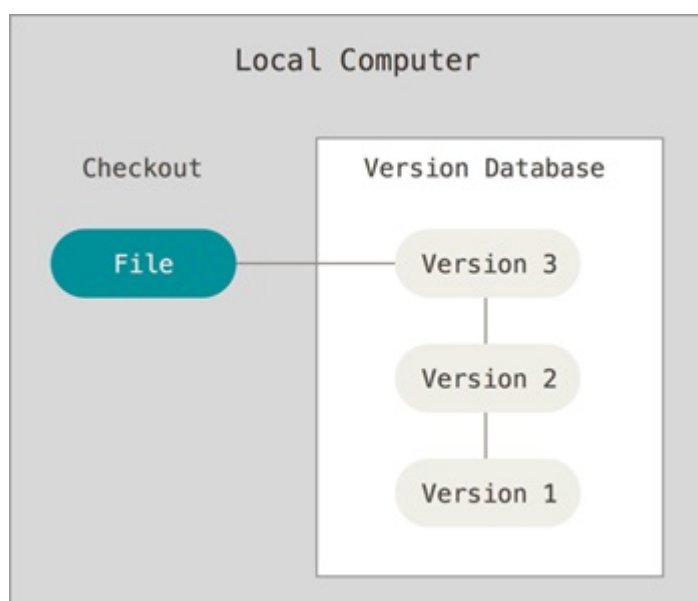 Local Computer
Checkout
Version Database
File
Version 3
Version 2
Version 1